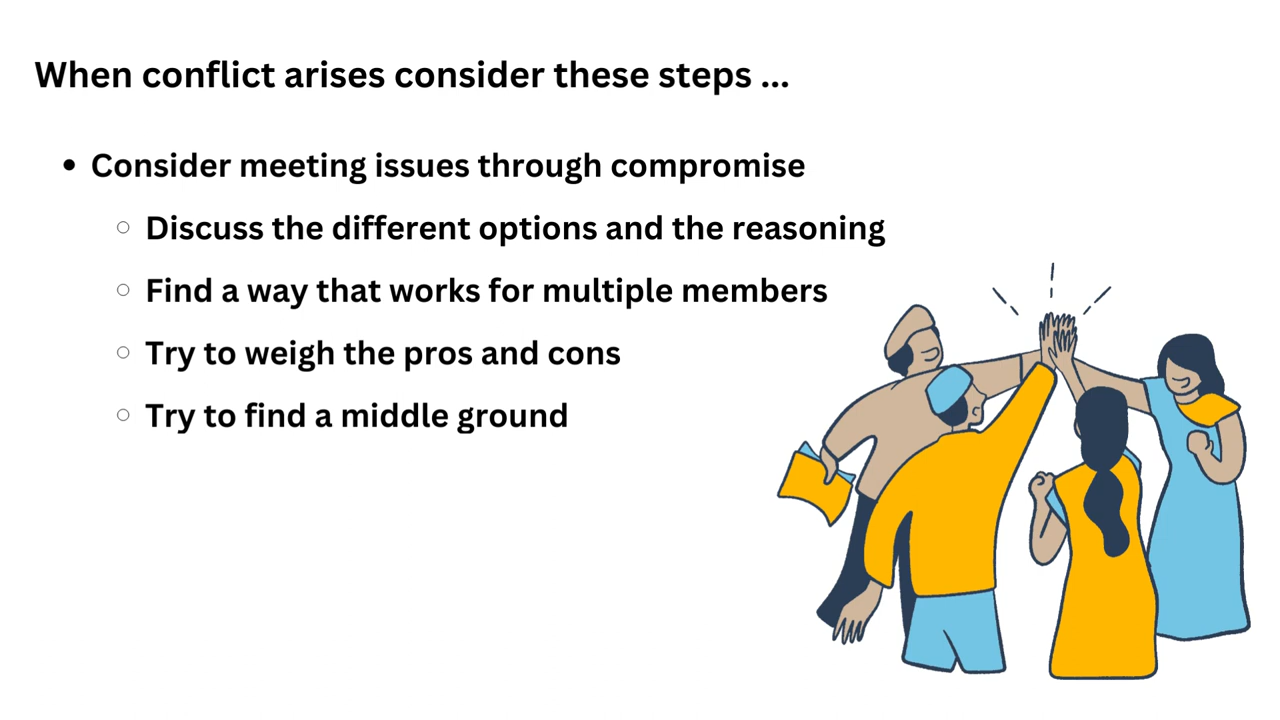 When conflict arises consider these steps ...
• Consider meeting issues through compromise
○ Discuss the different options and the reasoning
○ Find a way that works for multiple members
○ Try to weigh the pros and cons
○ Try to find a middle ground